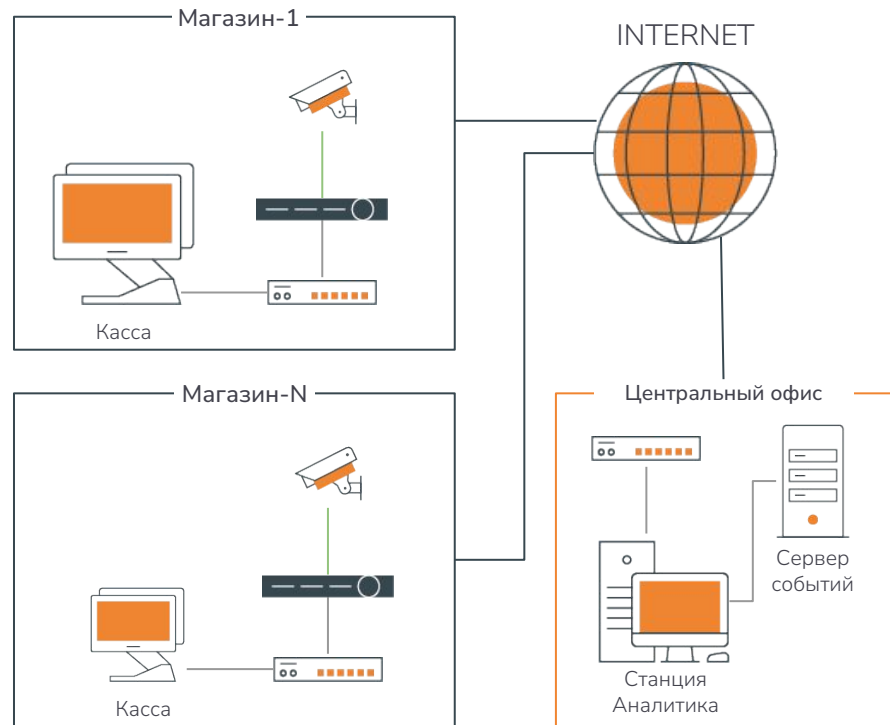 Магазин-1
INTERNET
Касса
Магазин-N
Центральный офис
Сервер
событий
Станция
Аналитика
Касса